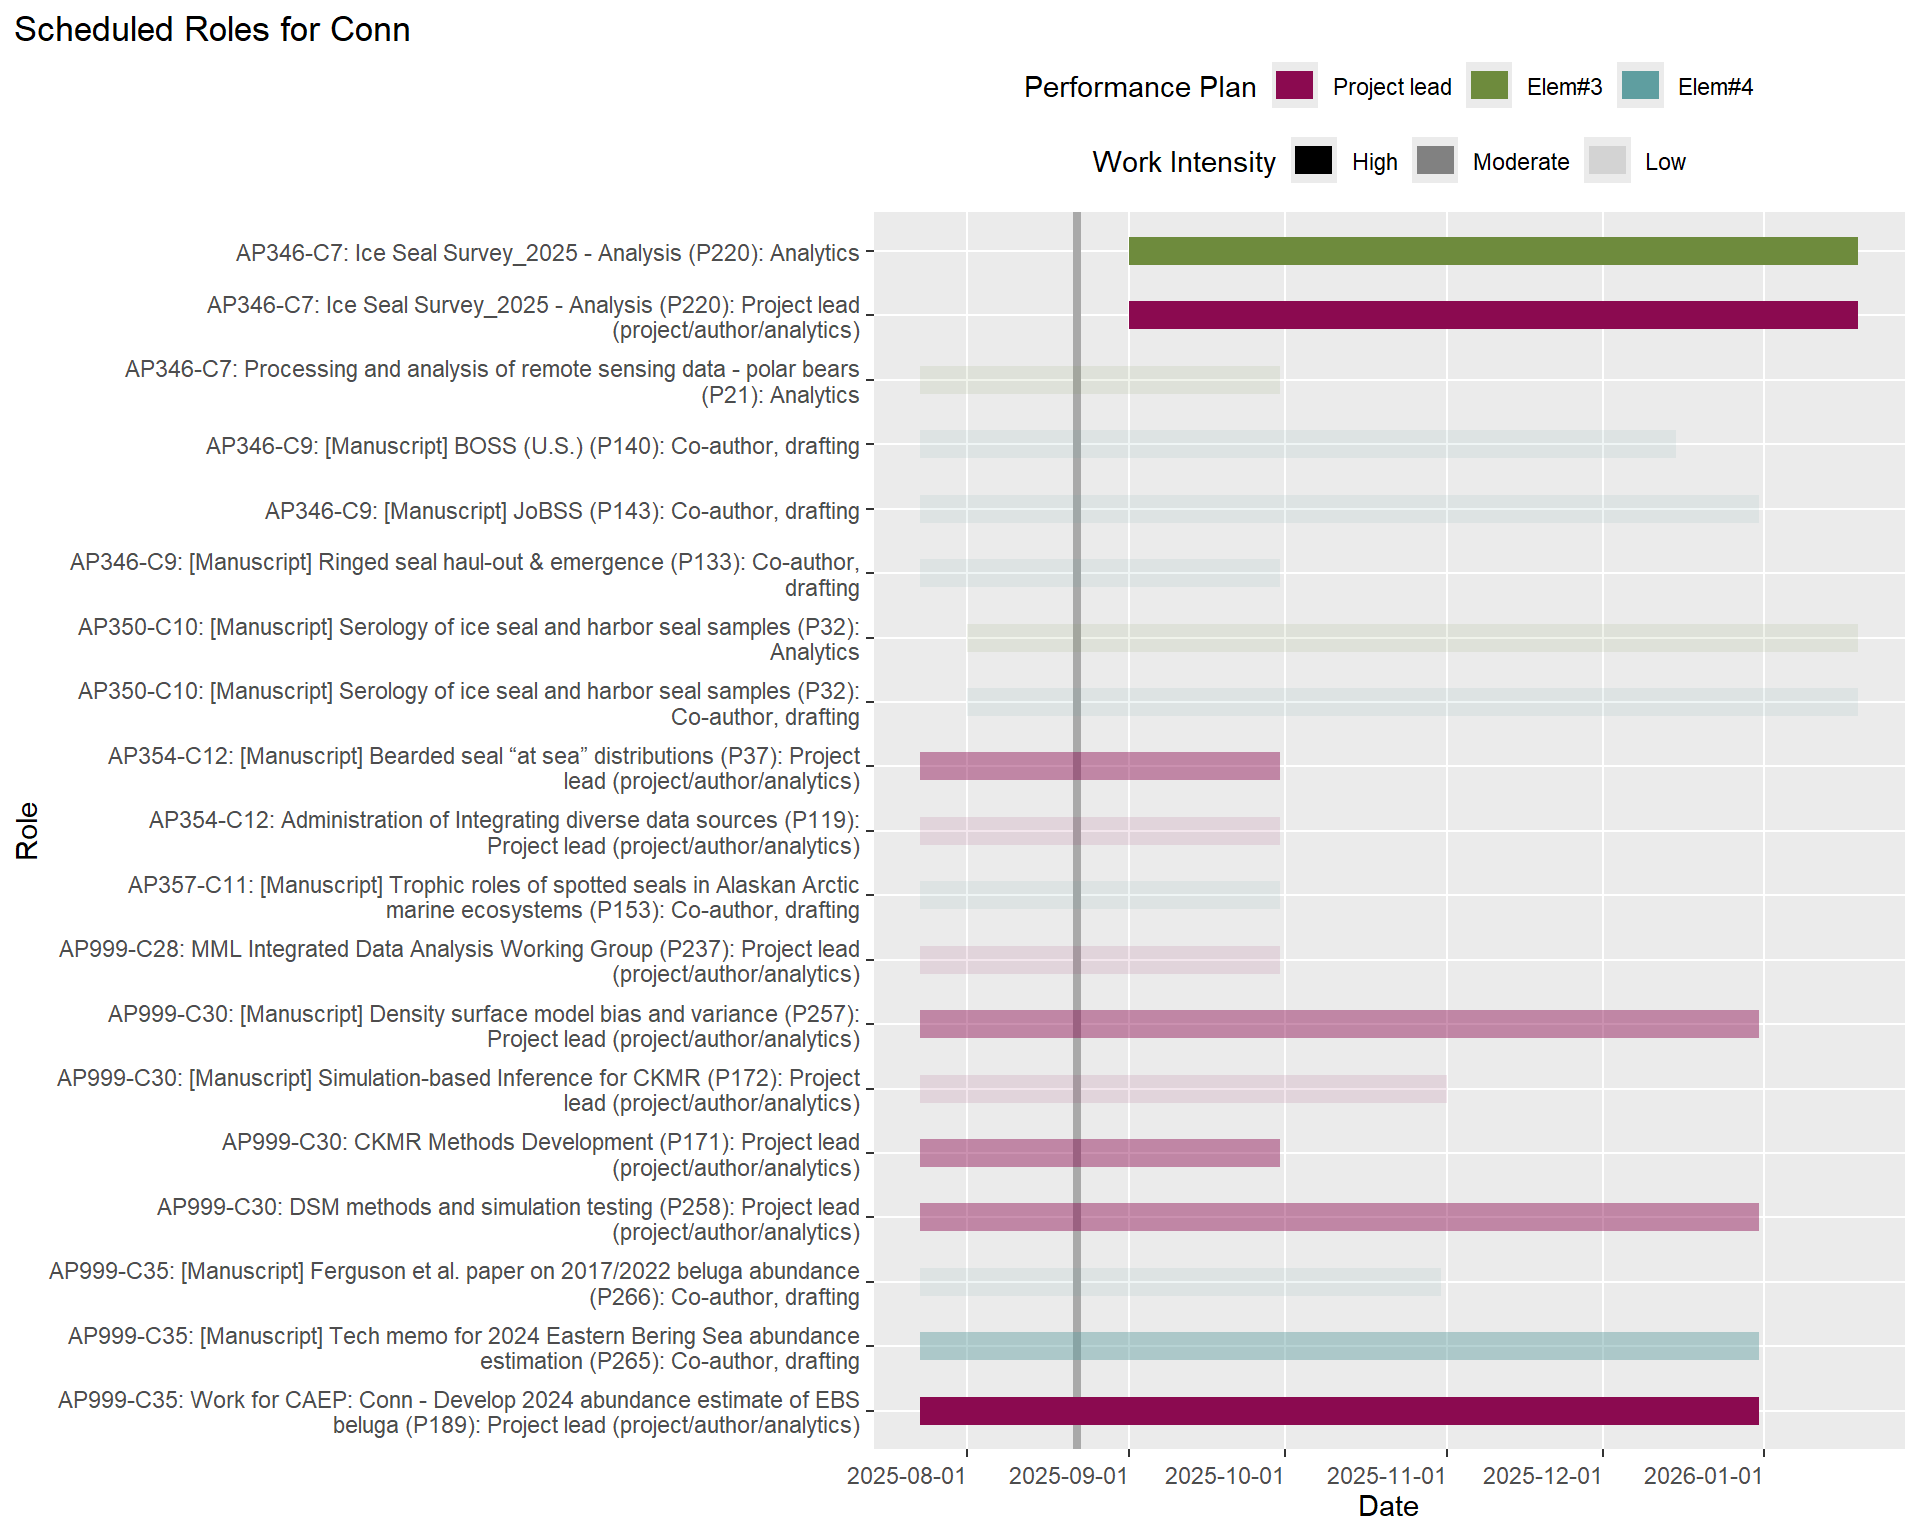 Scheduled Roles for Conn
Performance Plan Project lead Elem#3 Elem#4
Work Intensity High Moderate Low
AP346-C7: Ice Seal Survey_2025 - Analysis (P220): Analytics
AP346-C7: Ice Seal Survey_2025 - Analysis (P220): Project lead
(project/author/analytics)
AP346-C7: Processing and analysis of remote sensing data - polar bears
(P21): Analytics
AP346-C9: [Manuscript] BOSS (U.S.) (P140): Co-author, drafting
AP346-C9: [Manuscript] JoBSS (P143): Co-author, drafting
AP346-C9: [Manuscript] Ringed seal haul-out & emergence (P133): Co-author,
drafting
AP350-C10: [Manuscript] Serology of ice seal and harbor seal samples (P32):
Analytics
AP350-C10: [Manuscript] Serology of ice seal and harbor seal samples (P32):
Co-author, drafting
AP354-C12: [Manuscript] Bearded seal “at sea” distributions (P37): Project
lead (project/author/analytics)
AP354-C12: Administration of Integrating diverse data sources (P119):
Project lead (project/author/analytics)
AP357-C11: [Manuscript] Trophic roles of spotted seals in Alaskan Arctic
marine ecosystems (P153): Co-author, drafting
AP999-C28: MML Integrated Data Analysis Working Group (P237): Project lead
(project/author/analytics)
AP999-C30: [Manuscript] Density surface model bias and variance (P257):
Project lead (project/author/analytics)
AP999-C30: [Manuscript] Simulation-based Inference for CKMR (P172): Project
lead (project/author/analytics)
AP999-C30: CKMR Methods Development (P171): Project lead
(project/author/analytics)
AP999-C30: DSM methods and simulation testing (P258): Project lead
(project/author/analytics)
AP999-C35: [Manuscript] Ferguson et al. paper on 2017/2022 beluga abundance
(P266): Co-author, drafting
AP999-C35: [Manuscript] Tech memo for 2024 Eastern Bering Sea abundance
estimation (P265): Co-author, drafting
AP999-C35: Work for CAEP: Conn - Develop 2024 abundance estimate of EBS
beluga (P189): Project lead (project/author/analytics)
Role
2025-08-01 2025-09-01 2025-10-01 2025-11-01 2025-12-01 2026-01-01
Date